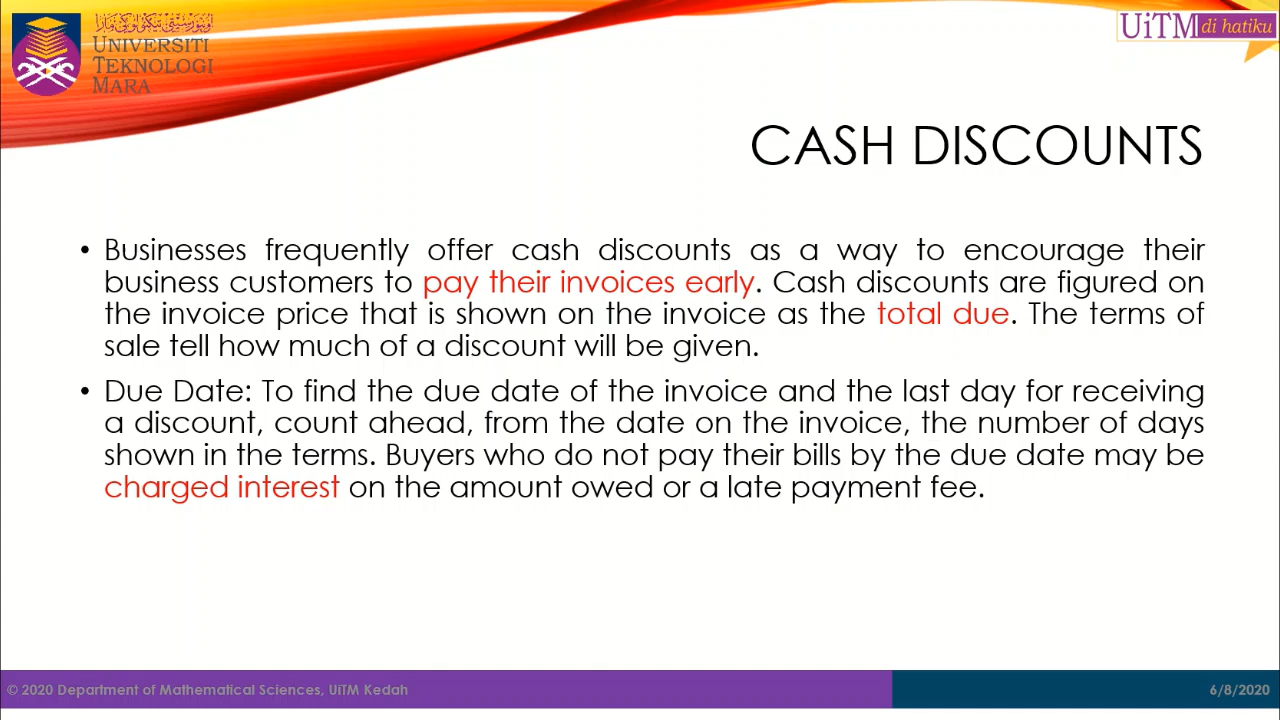 UNIVERSITI
TEKNOLOGI
MARA
UiTM di hatiku
CASH DISCOUNTS
• Businesses frequently offer cash discounts as a way to encourage their
business customers to pay their invoices early. Cash discounts are figured on
the invoice price that is shown on the invoice as the total due. The terms of
sale tell how much of a discount will be given.
• Due Date: To find the due date of the invoice and the last day for receiving
a discount, count ahead, from the date on the invoice, the number of days
shown in the terms. Buyers who do not pay their bills by the due date may be
charged interest on the amount owed or a late payment fee.
© 2020 Department of Mathematical Sciences, UiTM Kedah
6/8/2020